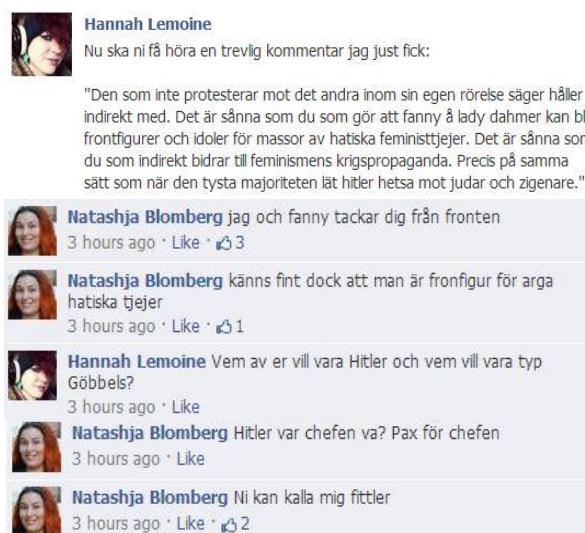 Hannah Lemoine
Nu ska ni få höra en trevlig kommentar jag just fick:
"Den som inte protesterar mot det andra inom sin egen rörelse säger håller
indirekt med. Det är sånna som du som gör att fanny å lady dahmer kan bl
frontfigurer och idoler för massor av hatiska feministtjejer. Det är sånna som
du som indirekt bidrar till feminismens krigspropaganda. Precis på samma
sätt som när den tysta majoriteten lät hitler hetsa mot judar och zigenare."
Natashja Blomberg jag och fanny tackar dig från fronten
3 hours ago · Like · 3
Natashja Blomberg känns fint dock att man är fronfigur för arga
hatiska tjejer
3 hours ago · Like · 1
Hannah Lemoine Vem av er vill vara Hitler och vem vill vara typ
Göbbels?
3 hours ago · Like
Natashja Blomberg Hitler var chefen va? Pax för chefen
3 hours ago · Like
Natashja Blomberg Ni kan kalla mig fittler
3 hours ago · Like · 2